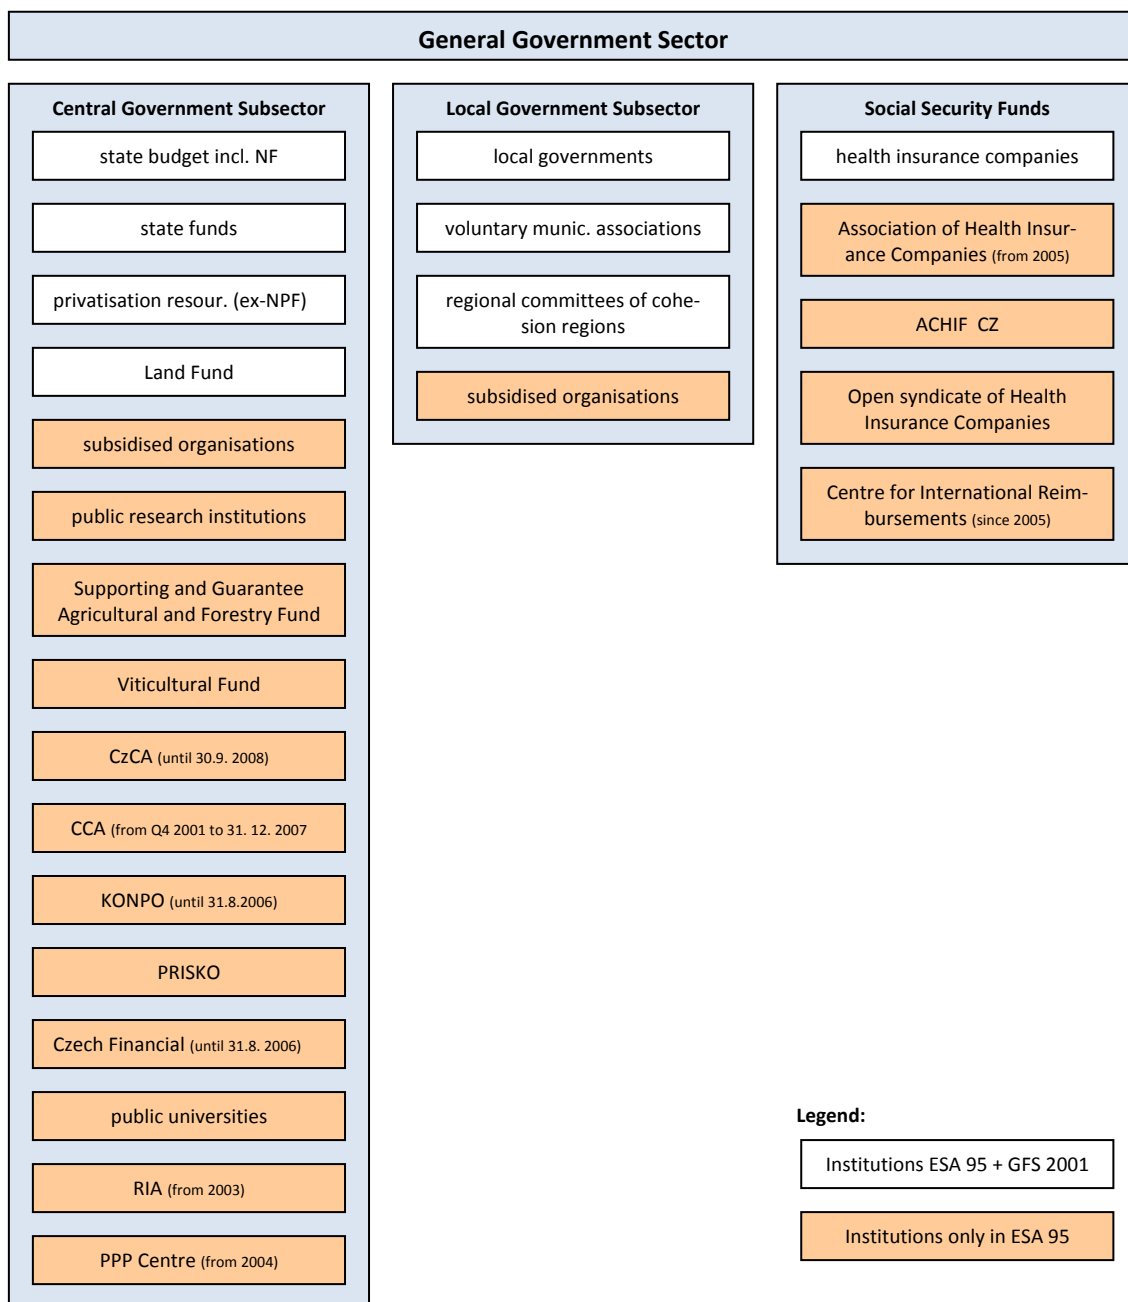 General Government Sector
Central Government Subsector
state budget incl. NF
state funds
privatisation resour. (ex-NPF)
Land Fund
subsidised organisations
public research institutions
Supporting and Guarantee
Agricultural and Forestry Fund
Viticultural Fund
CzCA (until 30.9. 2008)
CCA (from Q4 2001 to 31. 12. 2007
KONPO (until 31.8.2006)
PRISKO
Czech Financial (until 31.8. 2006)
public universities
RIA (from 2003)
PPP Centre (from 2004)
Local Government Subsector
local governments
voluntary munic. associations
regional committees of cohe-
sion regions
subsidised organisations
Social Security Funds
health insurance companies
Association of Health Insur-
ance Companies (from 2005)
ACHIF CZ
Open syndicate of Health
Insurance Companies
Centre for International Reim-
bursements (since 2005)
Legend:
Institutions ESA 95 + GFS 2001
Institutions only in ESA 95